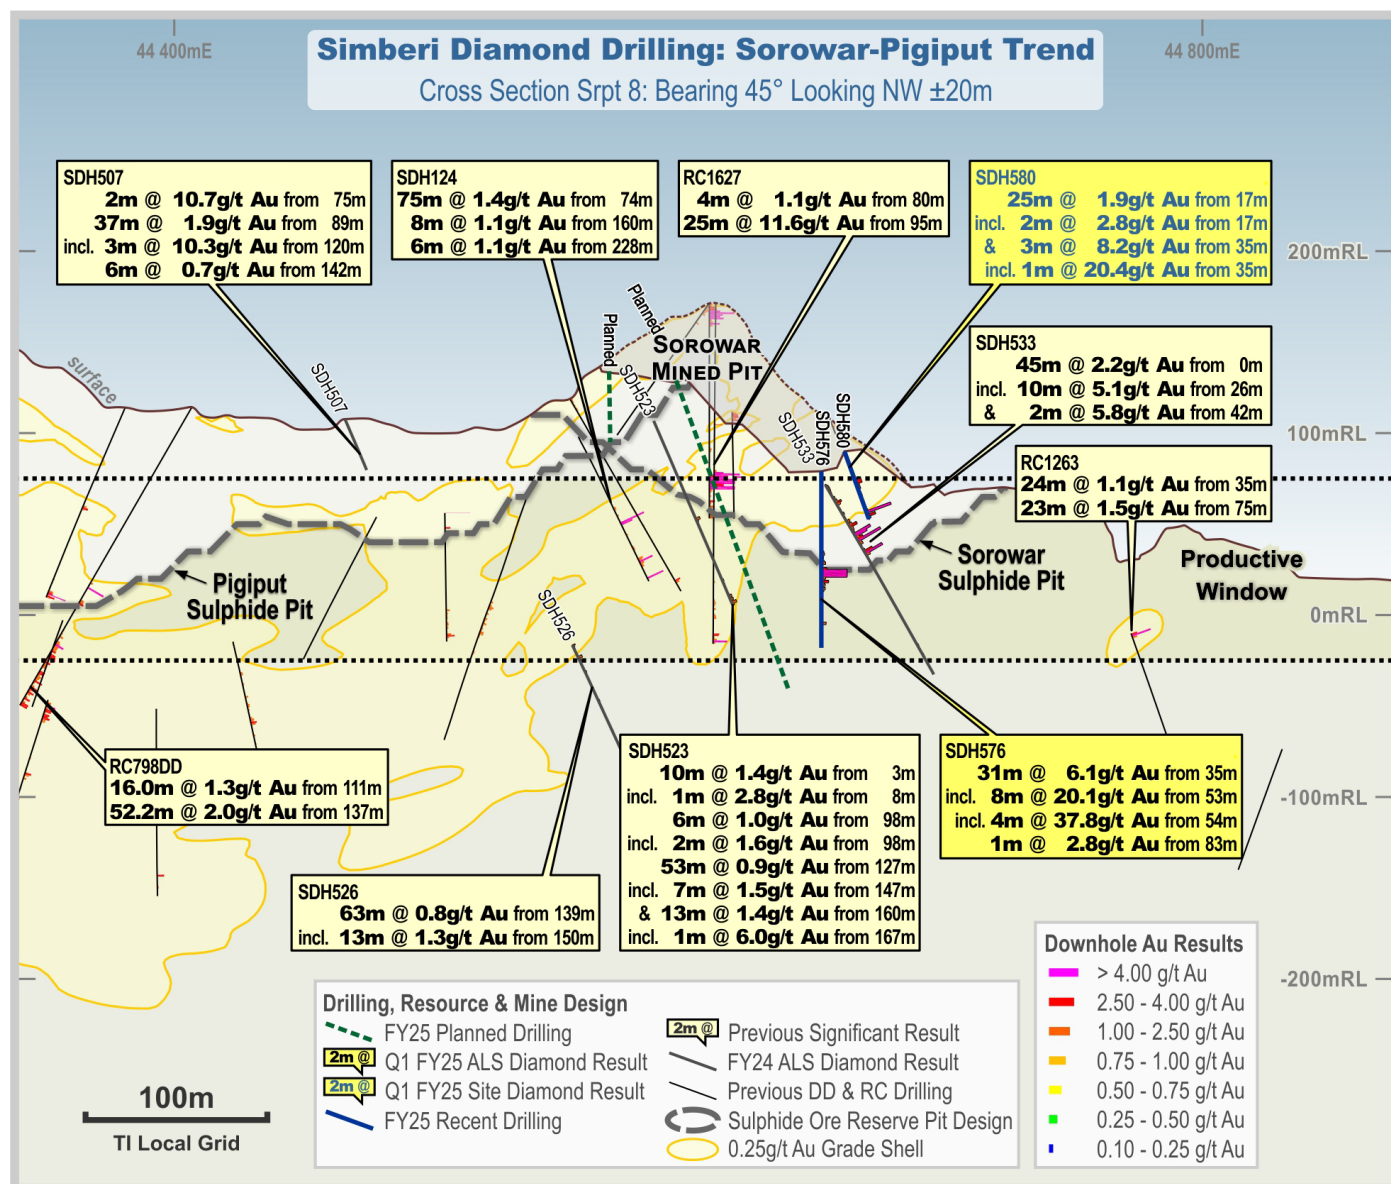 44 400mE
44 800mE
Simberi Diamond Drilling: Sorowar-Pigiput Trend
Cross Section Srpt 8: Bearing 45° Looking NW ±20m
SDH507
2m @ 10.7g/t Au from 75m
37m @ 1.9g/t Au from 89m
incl. 3m @ 10.3g/t Au from 120m
6m @ 0.7g/t Au from 142m
SDH124
75m @ 1.4g/t Au from 74m
8m @ 1.1g/t Au from 160m
6m @ 1.1g/t Au from 228m
RC1627
4m @ 1.1g/t Au from 80m
25m @ 11.6g/t Au from 95m
SDH580
25m @ 1.9g/t Au from 17m
incl. 2m @ 2.8g/t Au from 17m
& 3m @ 8.2g/t Au from 35m
incl. 1m @ 20.4g/t Au from 35m
200mRL
SDH533
45m @ 2.2g/t Au from 0m
incl. 10m @ 5.1g/t Au from 26m
& 2m @ 5.8g/t Au from 42m
Planned
Planned
SOROWAR
MINED PIT
surface
SDH507
SDH523
SDH533
SDH576
SDH580
100mRL
RC1263
24m @ 1.1g/t Au from 35m
23m @ 1.5g/t Au from 75m
Pigiput
Sulphide Pit
Sorowar
Sulphide Pit
Productive
Window
SDH526
0mRL
RC798DD
16.0m @ 1.3g/t Au from 111m
52.2m @ 2.0g/t Au from 137m
SDH523
10m @ 1.4g/t Au from 3m
incl. 1m @ 2.8g/t Au from 8m
6m @ 1.0g/t Au from 98m
incl. 2m @ 1.6g/t Au from 98m
53m @ 0.9g/t Au from 127m
incl. 7m @ 1.5g/t Au from 147m
& 13m @ 1.4g/t Au from 160m
incl. 1m @ 6.0g/t Au from 167m
SDH576
31m @ 6.1g/t Au from 35m
incl. 8m @ 20.1g/t Au from 53m
incl. 4m @ 37.8g/t Au from 54m
1m @ 2.8g/t Au from 83m
-100mRL
SDH526
63m @ 0.8g/t Au from 139m
incl. 13m @ 1.3g/t Au from 150m
-200mRL
Drilling, Resource & Mine Design
FY25 Planned Drilling
2m @ Q1 FY25 ALS Diamond Result
2m @ Q1 FY25 Site Diamond Result
FY25 Recent Drilling
2m @ Previous Significant Result
FY24 ALS Diamond Result
Previous DD & RC Drilling
Sulphide Ore Reserve Pit Design
0.25g/t Au Grade Shell
Downhole Au Results
> 4.00 g/t Au
2.50 - 4.00 g/t Au
1.00 - 2.50 g/t Au
0.75 - 1.00 g/t Au
0.50 - 0.75 g/t Au
0.25 - 0.50 g/t Au
0.10 - 0.25 g/t Au
100m
TI Local Grid